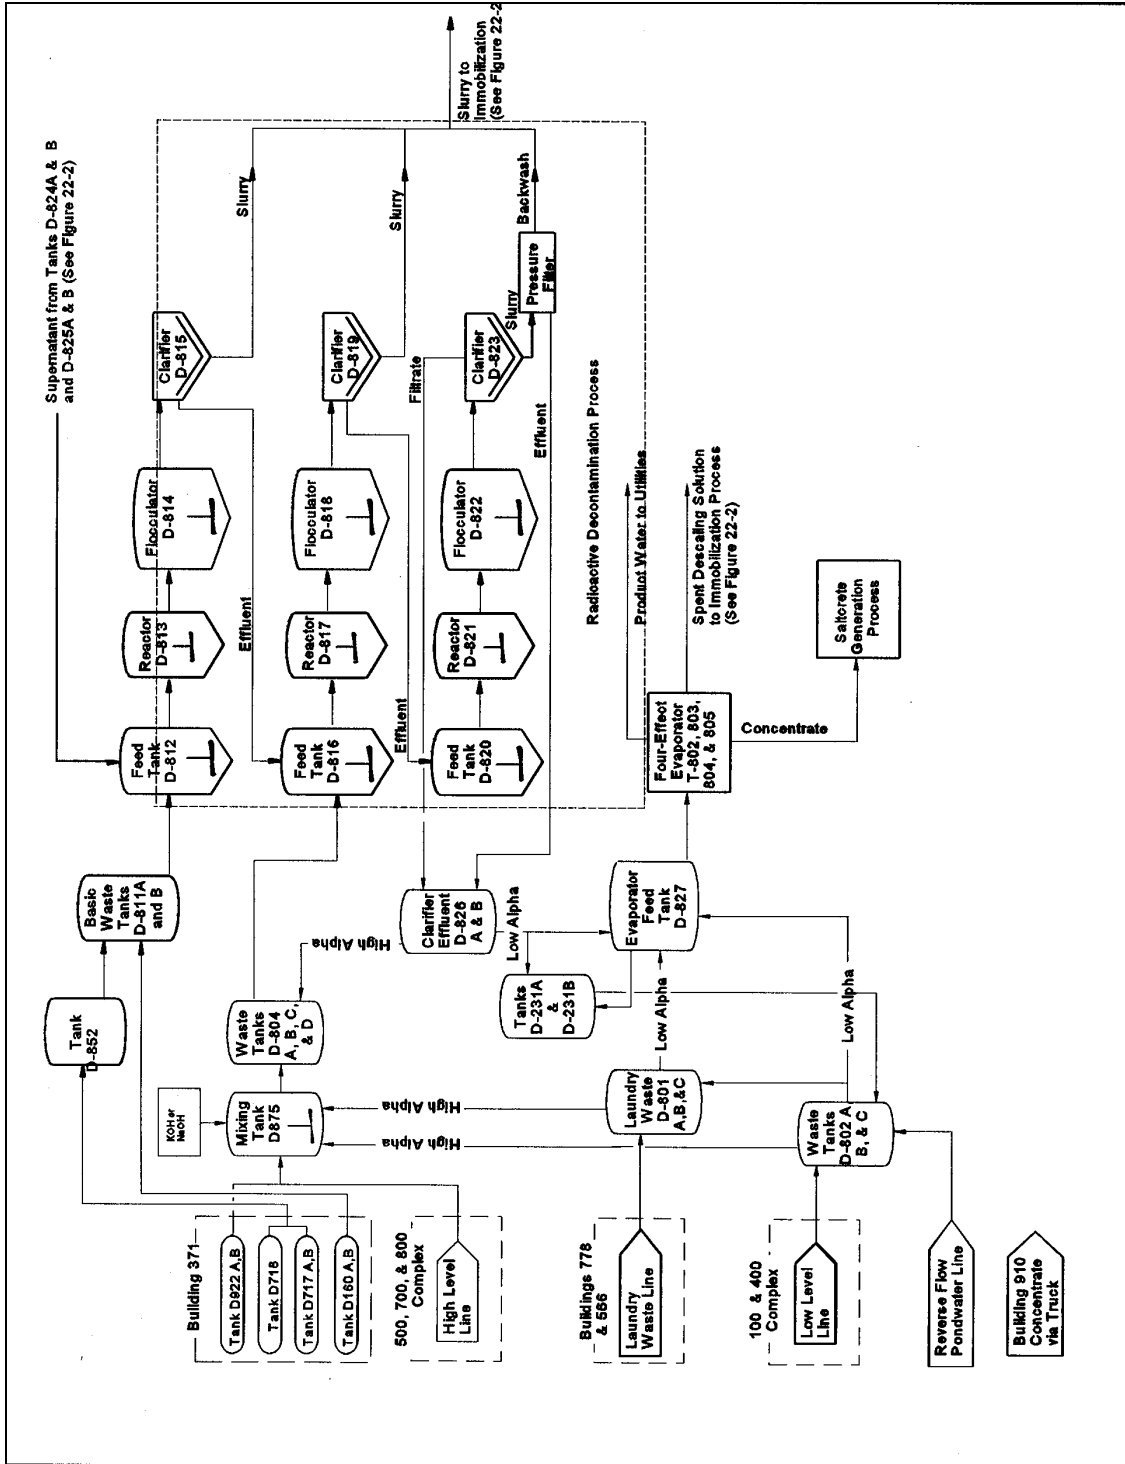 Building 371
Tank D922 A,B
Tank D718
Tank D717 A,B
Tank D160 A,B
500, 700, & 800
Complex
High Level
Line
Buildings 778
& 566
Laundry
Waste Line
100 & 400
Complex
Low Level
Line
Reverse Flow
Pondwater Line
Building 910
Concentrate
via Truck
Tank
D-852
KOH or
NaOH
Mixing
Tank
D875
Waste
Tanks
D-804
A, B, C,
& D
High Alpha
High Alpha
High Alpha
Laundry
Waste
D-801
A,B,&C
Waste
Tanks
D-802 A
B, & C
Low Alpha
Low Alpha
Low Alpha
Tanks
D-231A
&
D-231B
Basic
Waste
Tanks
D-811A
and B
Clarifier
Effluent
D-826
A & B
Evaporator
Feed
Tank
D-827
Supernatant from Tanks D-824A & B
and D-825A & B (See Figure 22-2)
Feed
Tank
D-812
Reactor
D-813
Flocculator
D-814
Clarifier
D-815
Slurry
Effluent
Feed
Tank
D-816
Reactor
D-817
Flocculator
D-818
Clarifier
D-819
Slurry
Effluent
Filtrate
Feed
Tank
D-820
Reactor
D-821
Flocculator
D-822
Clarifier
D-823
Slurry
Pressure
Filter
Backwash
Effluent
Slurry to
Immobilization
(See Figure 22-2
Radioactive Decontamination Process
Product Water to Utilities
Four-Effect
Evaporator
T-802, 803,
804, & 805
Spent Descaling Solution
to Immobilization Process
(See Figure 22-2)
Concentrate
Saltcrete
Generation
Process